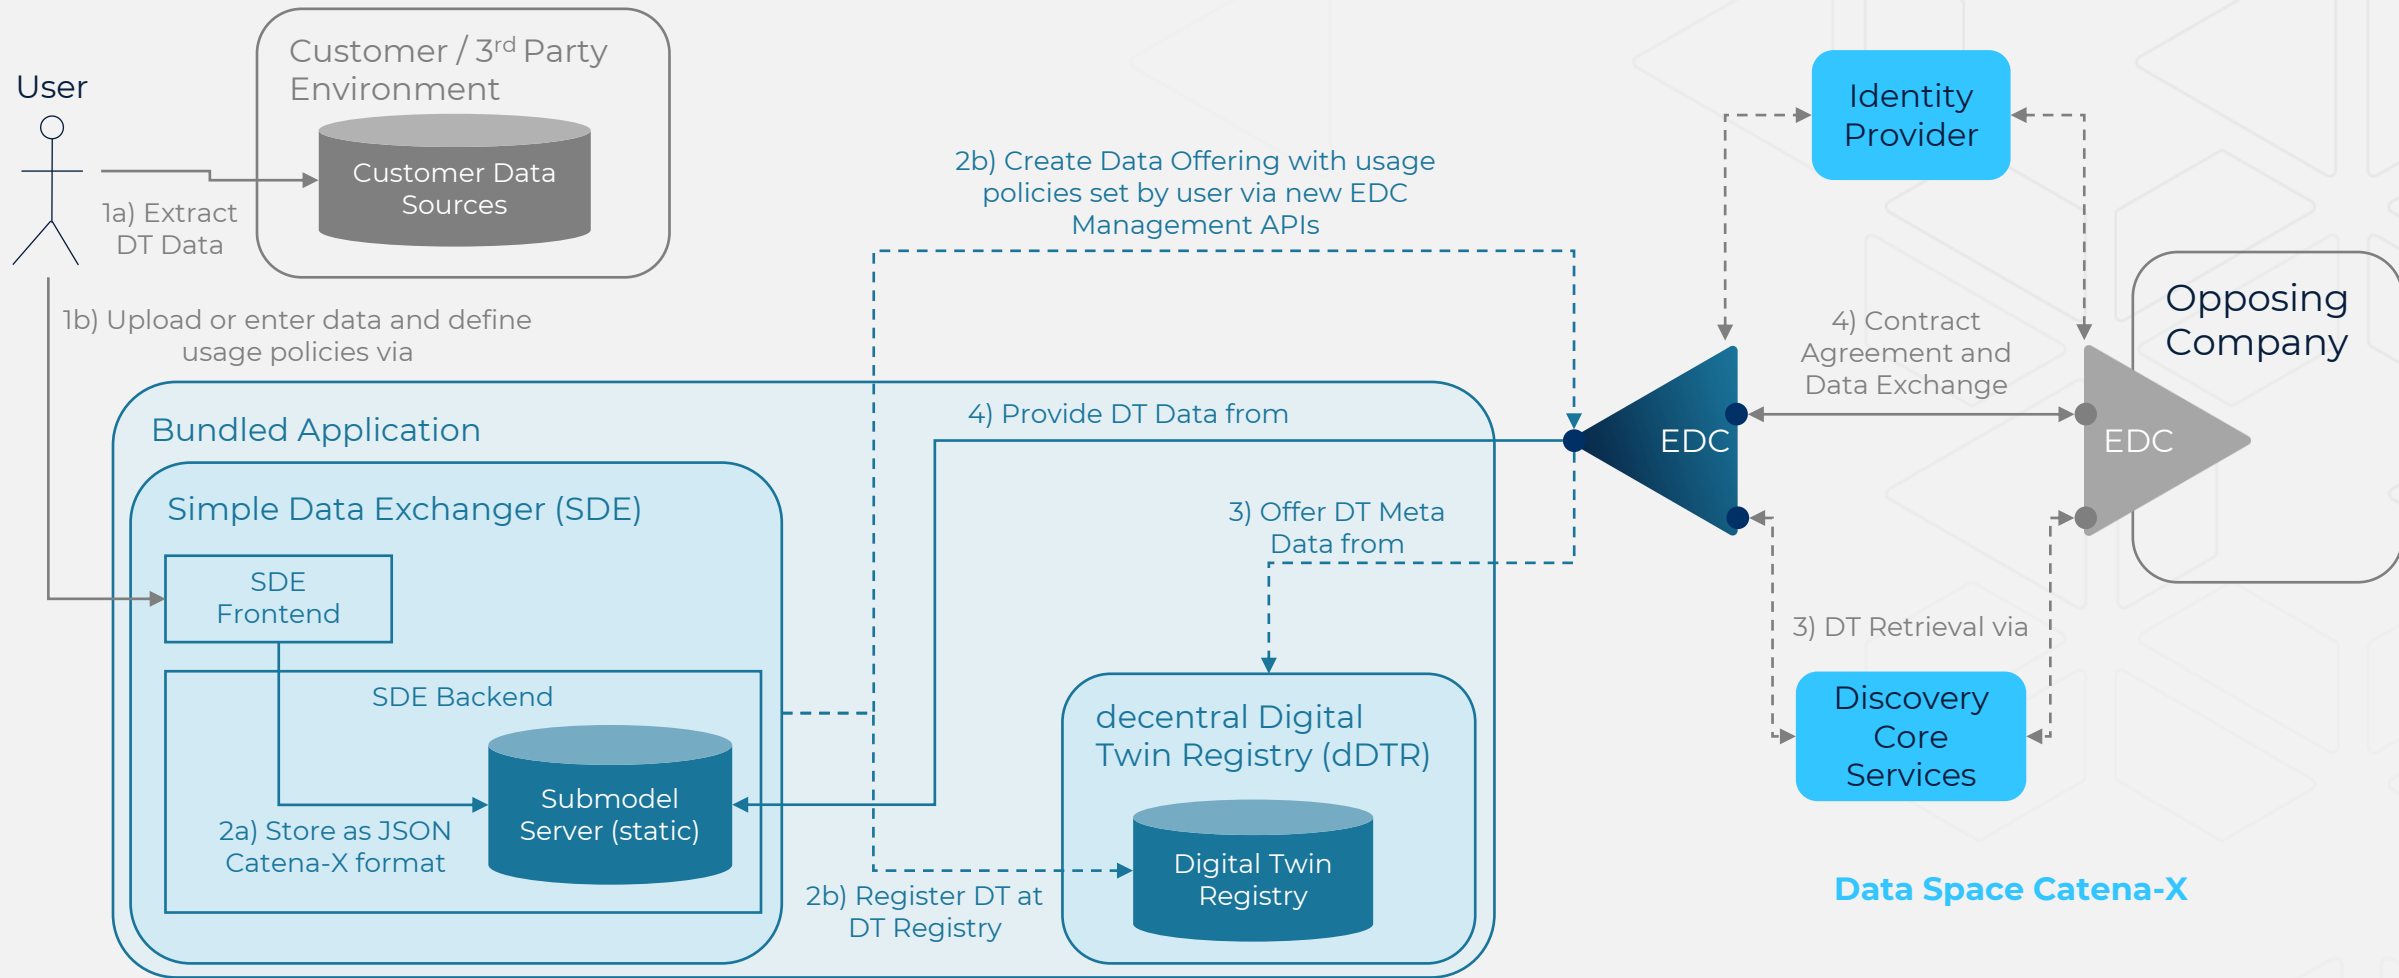 User
Customer / 3rd Party
Environment
Customer Data
Sources
1a) Extract
DT Data
1b) Upload or enter data and define
usage policies via
2b) Create Data Offering with usage
policies set by user via new EDC
Management APIs
Identity
Provider
Opposing
Company
4) Contract
Agreement and
Data Exchange
EDC
EDC
Bundled Application
4) Provide DT Data from
Simple Data Exchanger (SDE)
3) Offer DT Meta
Data from
SDE
Frontend
SDE Backend
Submodel
Server (static)
2a) Store as JSON
Catena-X format
decentral Digital
Twin Registry (dDTR)
Digital Twin
Registry
2b) Register DT at
DT Registry
3) DT Retrieval via
Discovery
Core
Services
Data Space Catena-X